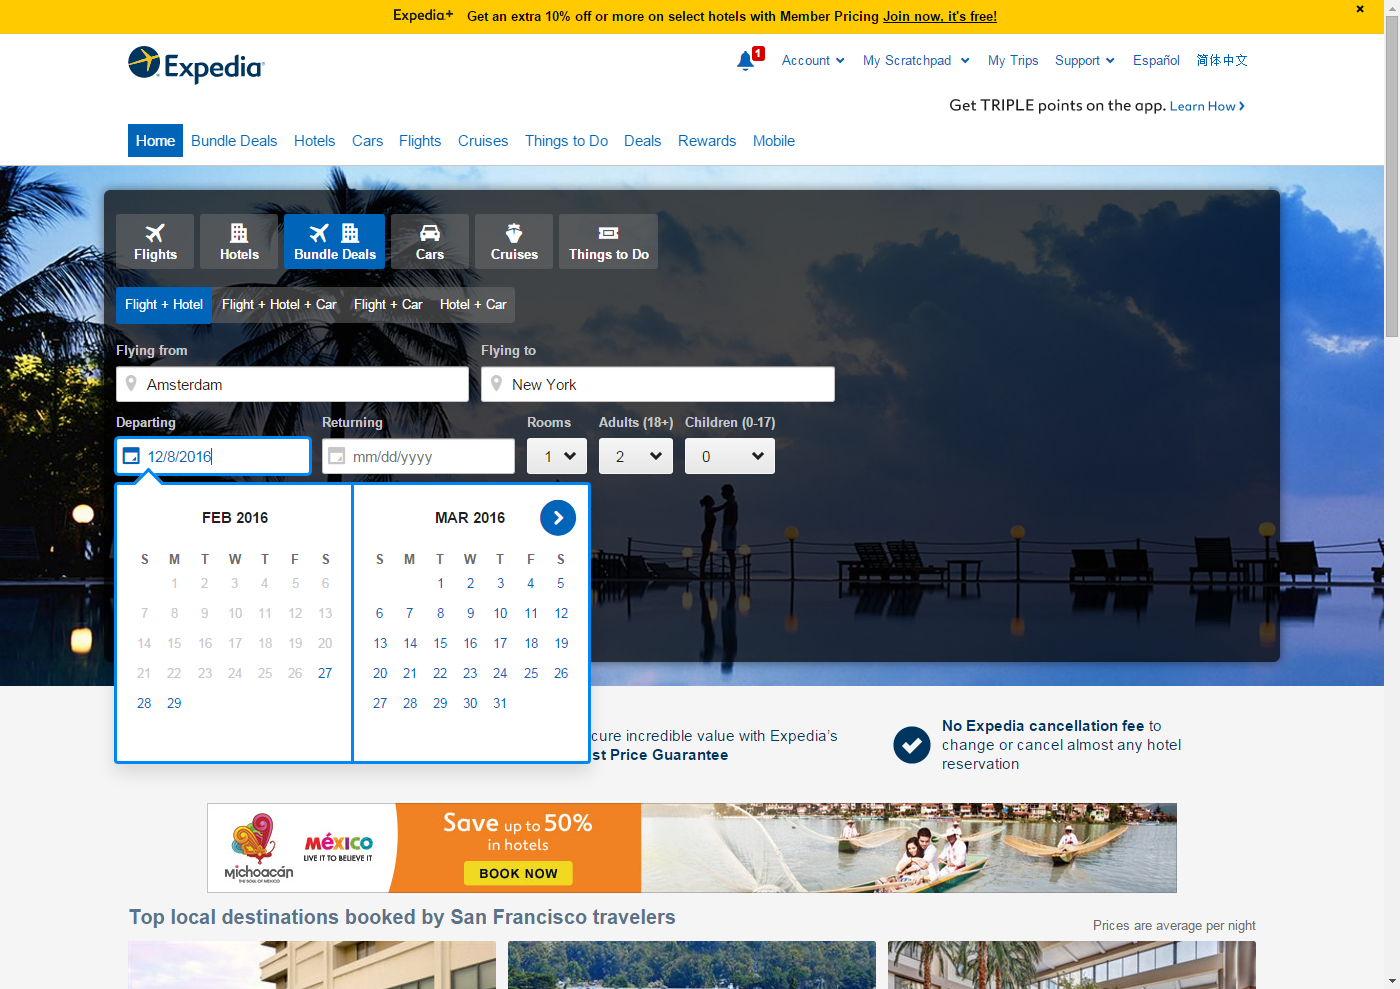 Expedia+ Get an extra 10% off or more on select hotels with Member Pricing Join now, it's free!
Expedia
1
Account
My Scratchpad
My Trips
Support
Español
简体中文
Get TRIPLE points on the app. Learn How
Home Bundle Deals Hotels Cars Flights Cruises Things to Do Deals Rewards Mobile
Flights Hotels Bundle Deals Cars Cruises Things to Do
Flight + Hotel Flight + Hotel + Car Flight + Car Hotel + Car
Flying from Flying to
Amsterdam New York
Departing Returning Rooms Adults (18+) Children (0-17)
12/8/2016 mm/dd/yyyy 1 2 0
FEB 2016
S M T W T F S
1 2 3 4 5 6
7 8 9 10 11 12 13
14 15 16 17 18 19 20
21 22 23 24 25 26 27
28 29
MAR 2016
S M T W T F S
1 2 3 4 5
6 7 8 9 10 11 12
13 14 15 16 17 18 19
20 21 22 23 24 25 26
27 28 29 30 31
cure incredible value with Expedia's
st Price Guarantee
No Expedia cancellation fee to
change or cancel almost any hotel
reservation
Michoacán
THE SOUL OF MEXICO
MéXICO
LIVE IT TO BELIEVE IT
Save up to 50%
in hotels
BOOK NOW
Top local destinations booked by San Francisco travelers
Prices are average per night